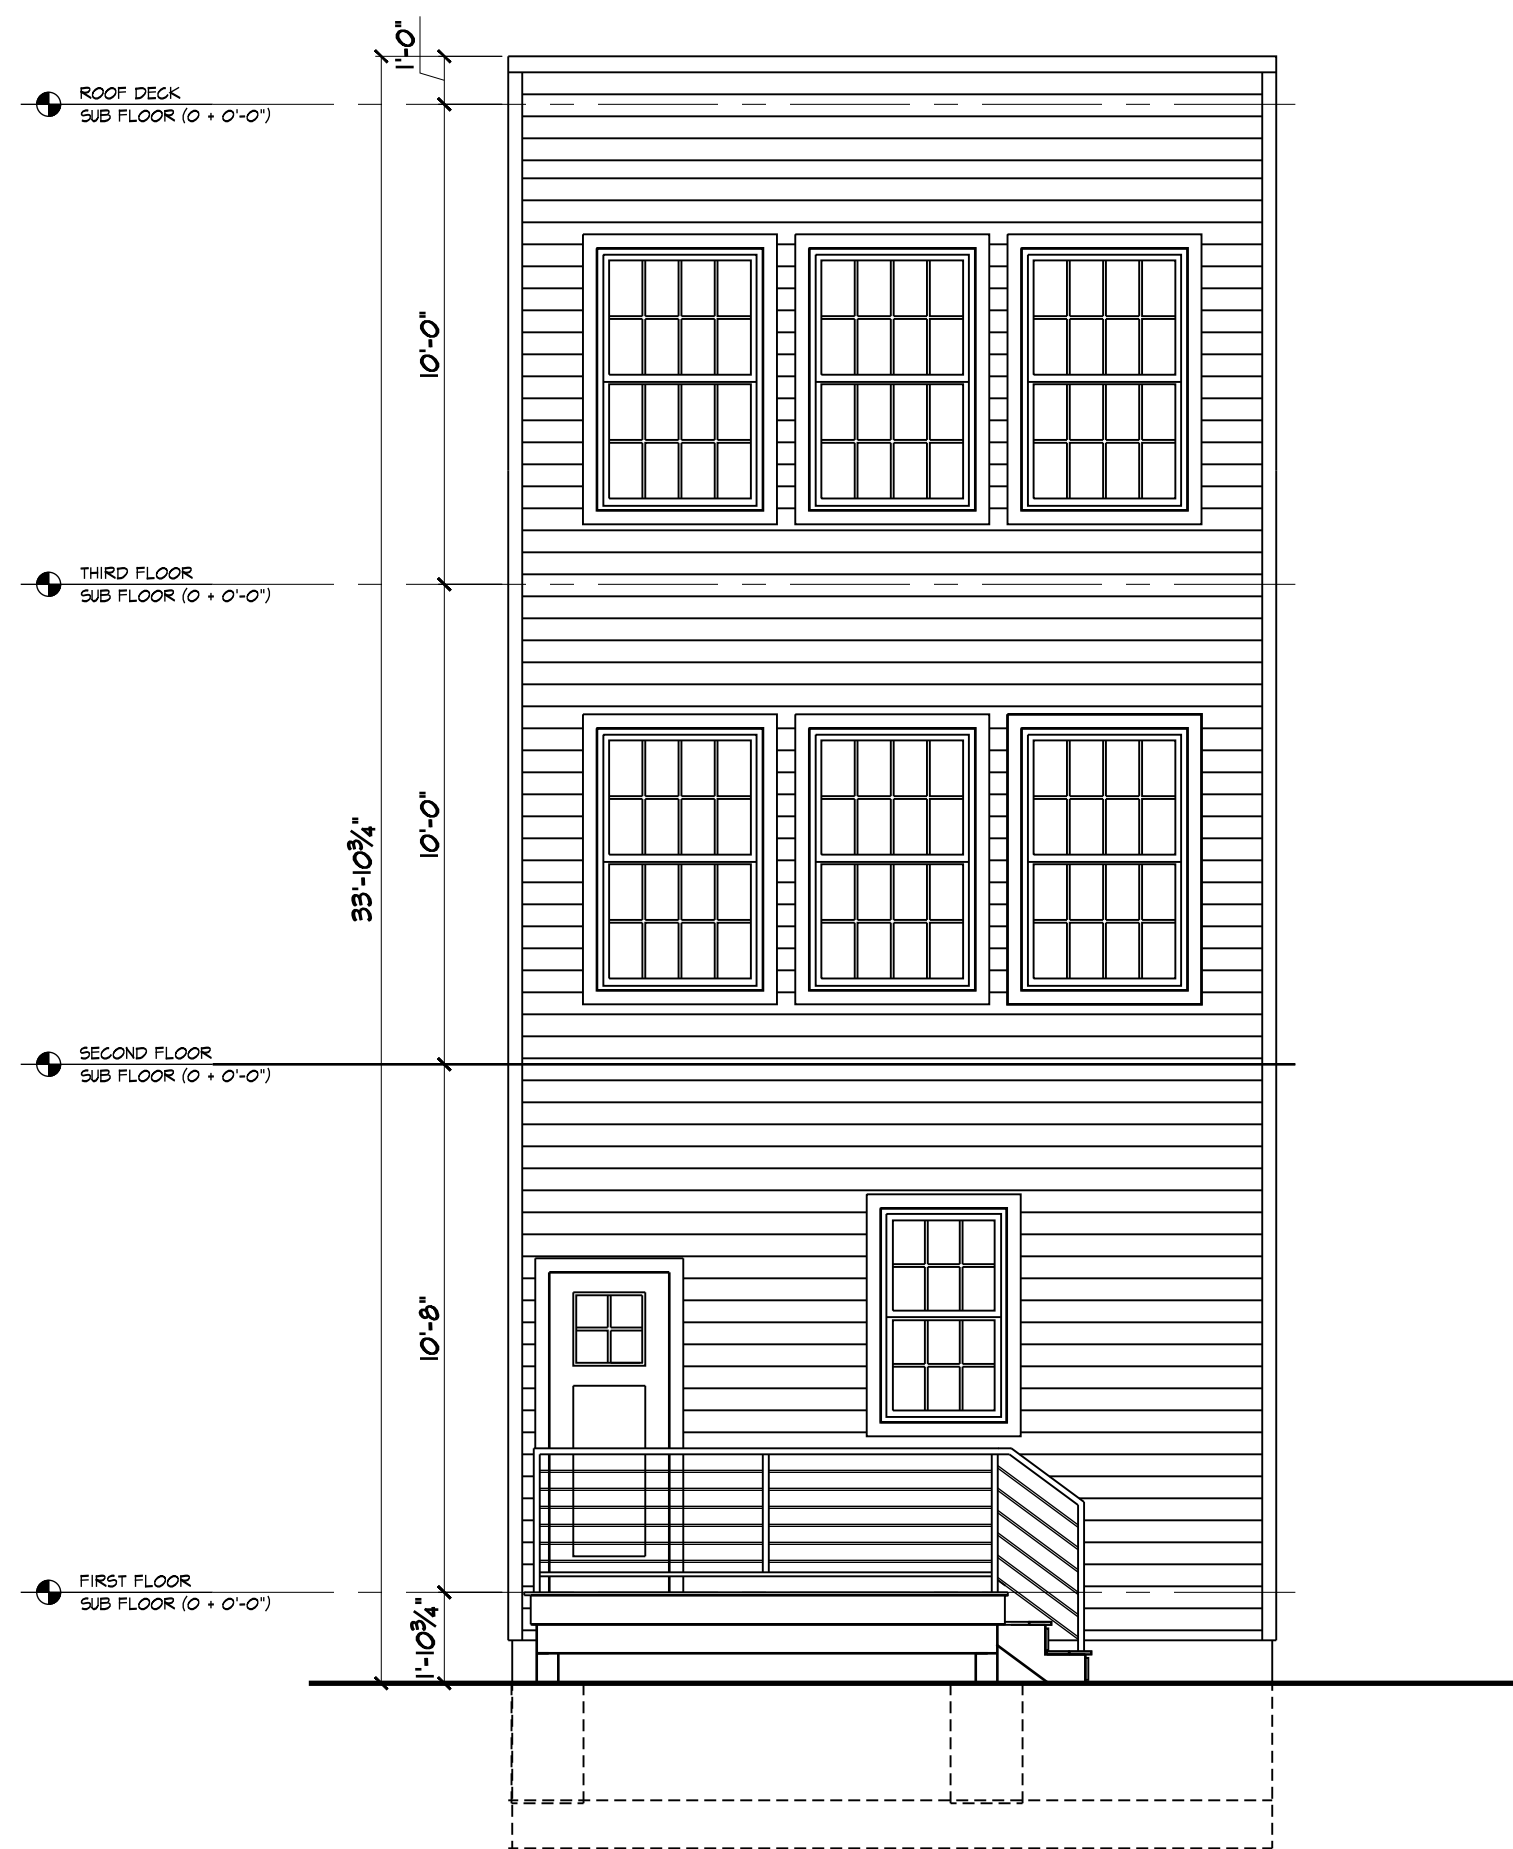 1'-0"
ROOF DECK
SUB FLOOR (0 + 0'-0")
10'-0"
THIRD FLOOR
SUB FLOOR (0 + 0'-0")
10'-0"
33'-10¾"
SECOND FLOOR
SUB FLOOR (0 + 0'-0")
10'-8"
FIRST FLOOR
SUB FLOOR (0 + 0'-0")
1'-10¾"